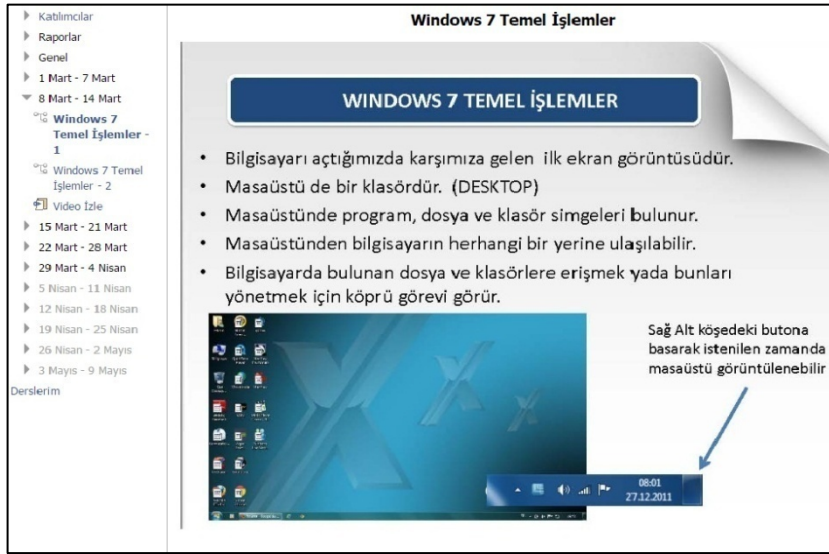 Katılımcılar
Raporlar
Genel
1 Mart - 7 Mart
8 Mart - 14 Mart
Windows 7
Temel İşlemler -
1
Windows 7 Temel
İşlemler - 2
Video İzle
15 Mart - 21 Mart
22 Mart - 28 Mart
29 Mart - 4 Nisan
5 Nisan - 11 Nisan
12 Nisan - 18 Nisan
19 Nisan - 25 Nisan
26 Nisan - 2 Mayıs
3 Mayıs - 9 Mayıs
Derslerim
Windows 7 Temel İşlemler
WINDOWS 7 TEMEL İŞLEMLER
• Bilgisayarı açtığımızda karşımıza gelen ilk ekran görüntüsüdür.
• Masaüstü de bir klasördür. (DESKTOP)
• Masaüstünde program, dosya ve klasör simgeleri bulunur.
• Masaüstünden bilgisayarın herhangi bir yerine ulaşılabilir.
• Bilgisayarda bulunan dosya ve klasörlere erişmek yada bunları
yönetmek için köprü görevi görür.
Sağ Alt köşedeki butona
basarak istenilen zamanda
masaüstü görüntülenebilir
08:01
27.12.2011